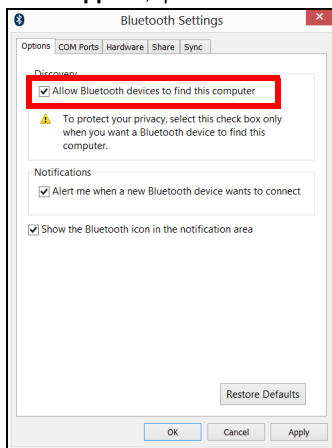 Bluetooth Settings
Options COM Ports Hardware Share Sync
Discovery
Allow Bluetooth devices to find this computer
To protect your privacy, select this check box only
when you want a Bluetooth device to find this
computer.
Notifications
Alert me when a new Bluetooth device wants to connect
Show the Bluetooth icon in the notification area
Restore Defaults
OK Cancel Apply